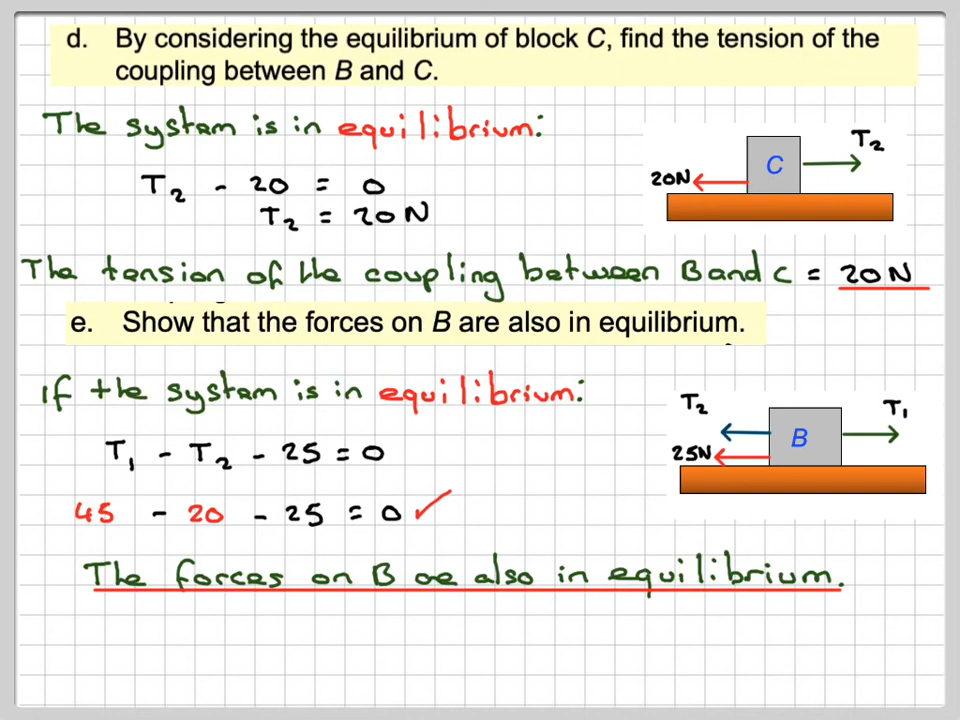 d. By considering the equilibrium of block C, find the tension of the
coupling between B and C.
The system is in equilibrium:
T₂ - 20 = 0
T₂ = 20N
20N
C
T₂
The tension of the coupling between B and C = 20N
e. Show that the forces on B are also in equilibrium.
If the system is in equilibrium:
T₁ - T₂ - 25 = 0
45 - 20 - 25 = 0 ✓
T₂
25N
B
T₁
The forces on B are also in equilibrium.